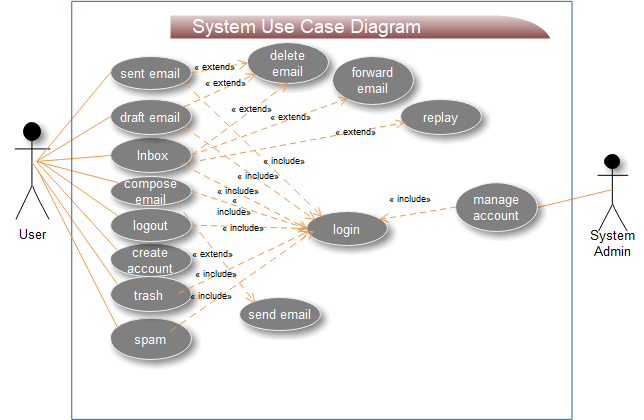 System Use Case Diagram
sent email
« extend»
delete
email
forward
email
« extend»
draft email
« extend»
replay
« extend»
Inbox
« include»
« include»
compose
email
« include»
«
include»
« include»
manage
account
logout
« include»
login
User
System
Admin
create
account
« extend»
« include»
trash
« include»
send email
spam